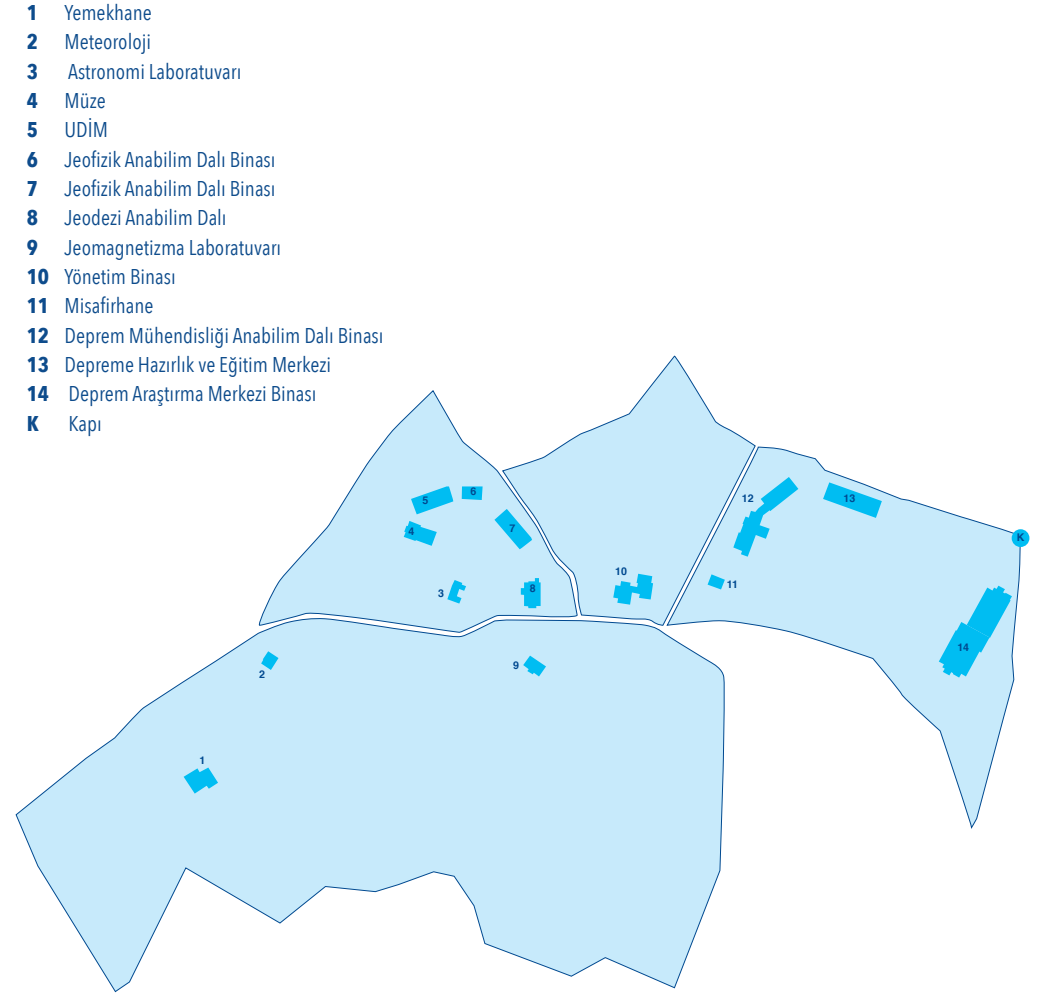 1 Yemekhane
2 Meteoroloji
3 Astronomi Laboratuvarı
4 Müze
5 UDİM
6 Jeofizik Anabilim Dalı Binası
7 Jeofizik Anabilim Dalı Binası
8 Jeodezi Anabilim Dalı
9 Jeomagnetizma Laboratuvarı
10 Yönetim Binası
11 Misafirhane
12 Deprem Mühendisliği Anabilim Dalı Binası
13 Depreme Hazırlık ve Eğitim Merkezi
14 Deprem Araştırma Merkezi Binası
K Kapı
6
5
12
13
7
4
K
10
11
8
3
14
9
2
1